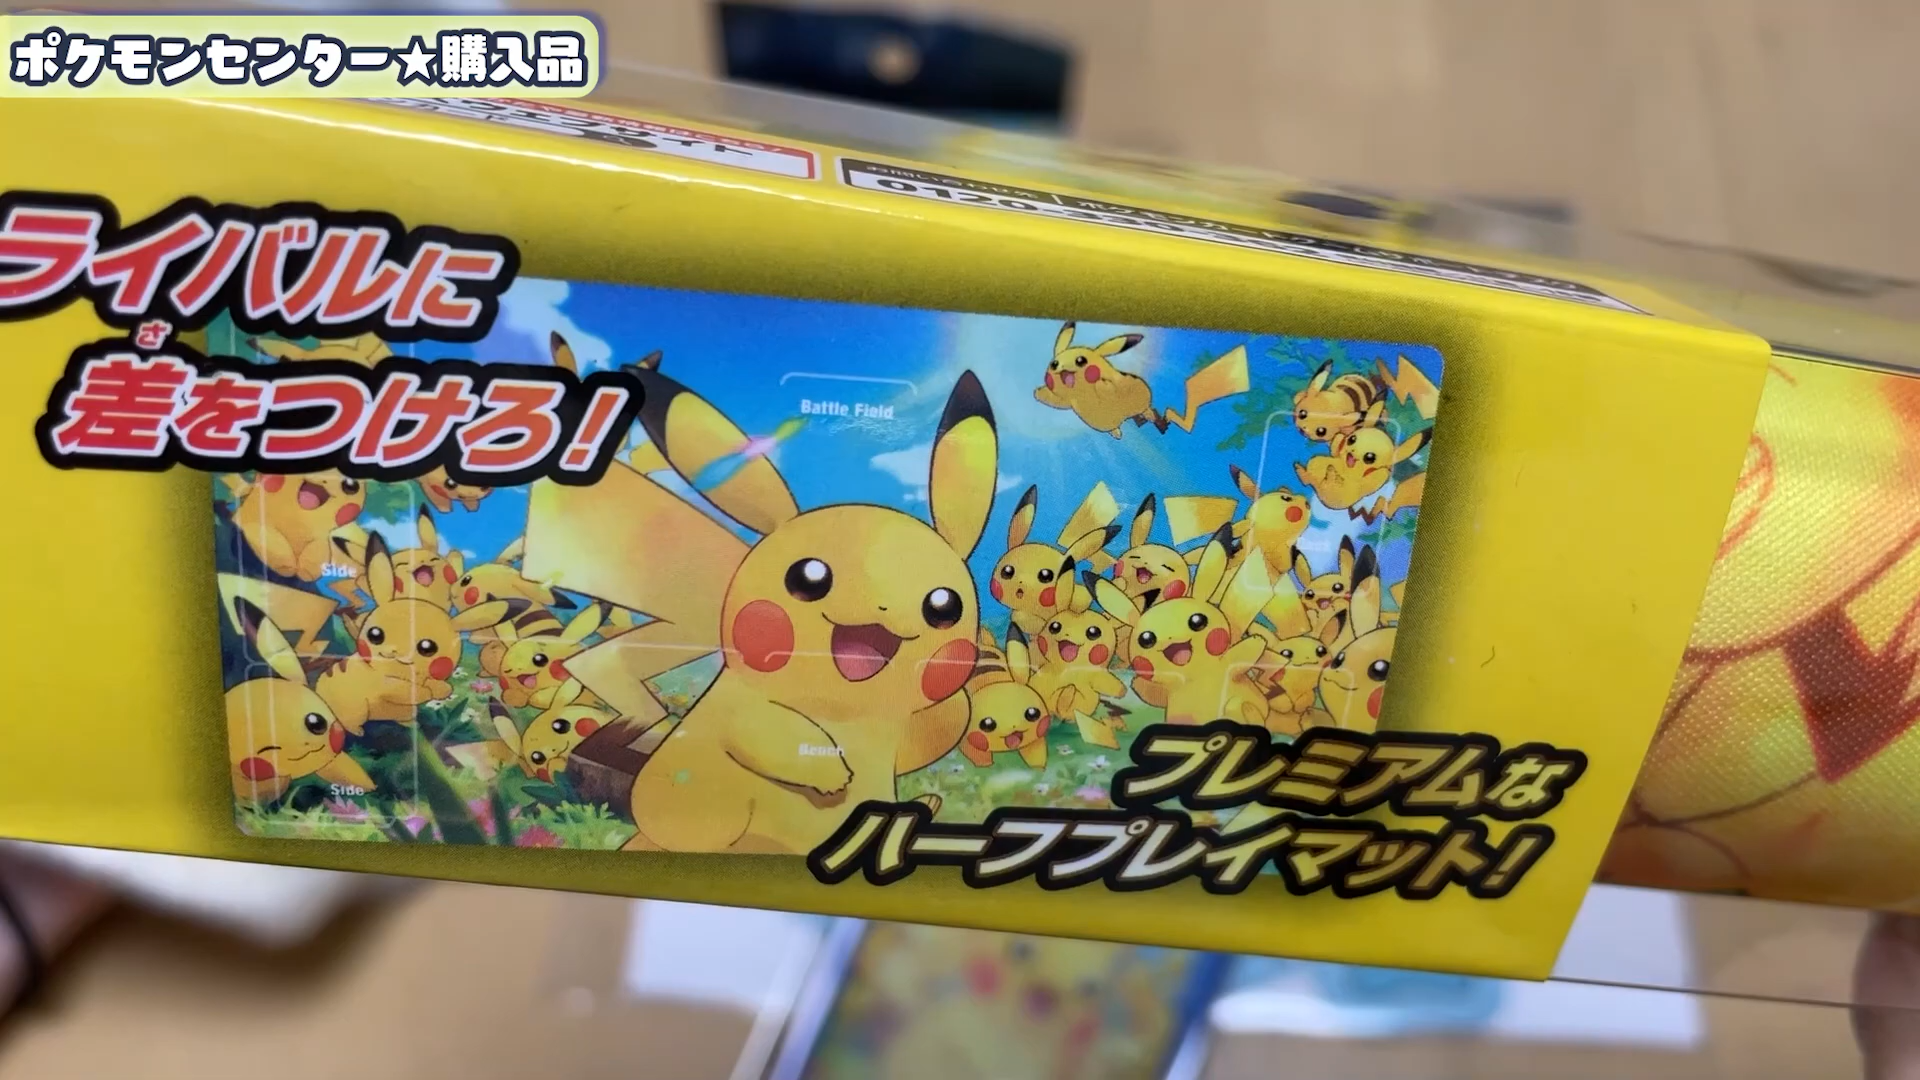 ポケモンセンター★購入品
ライバルに
さ
差をつけろ！
Battle Field
Side
Bench
Side
プレミアムな
ハーフプレイマット！